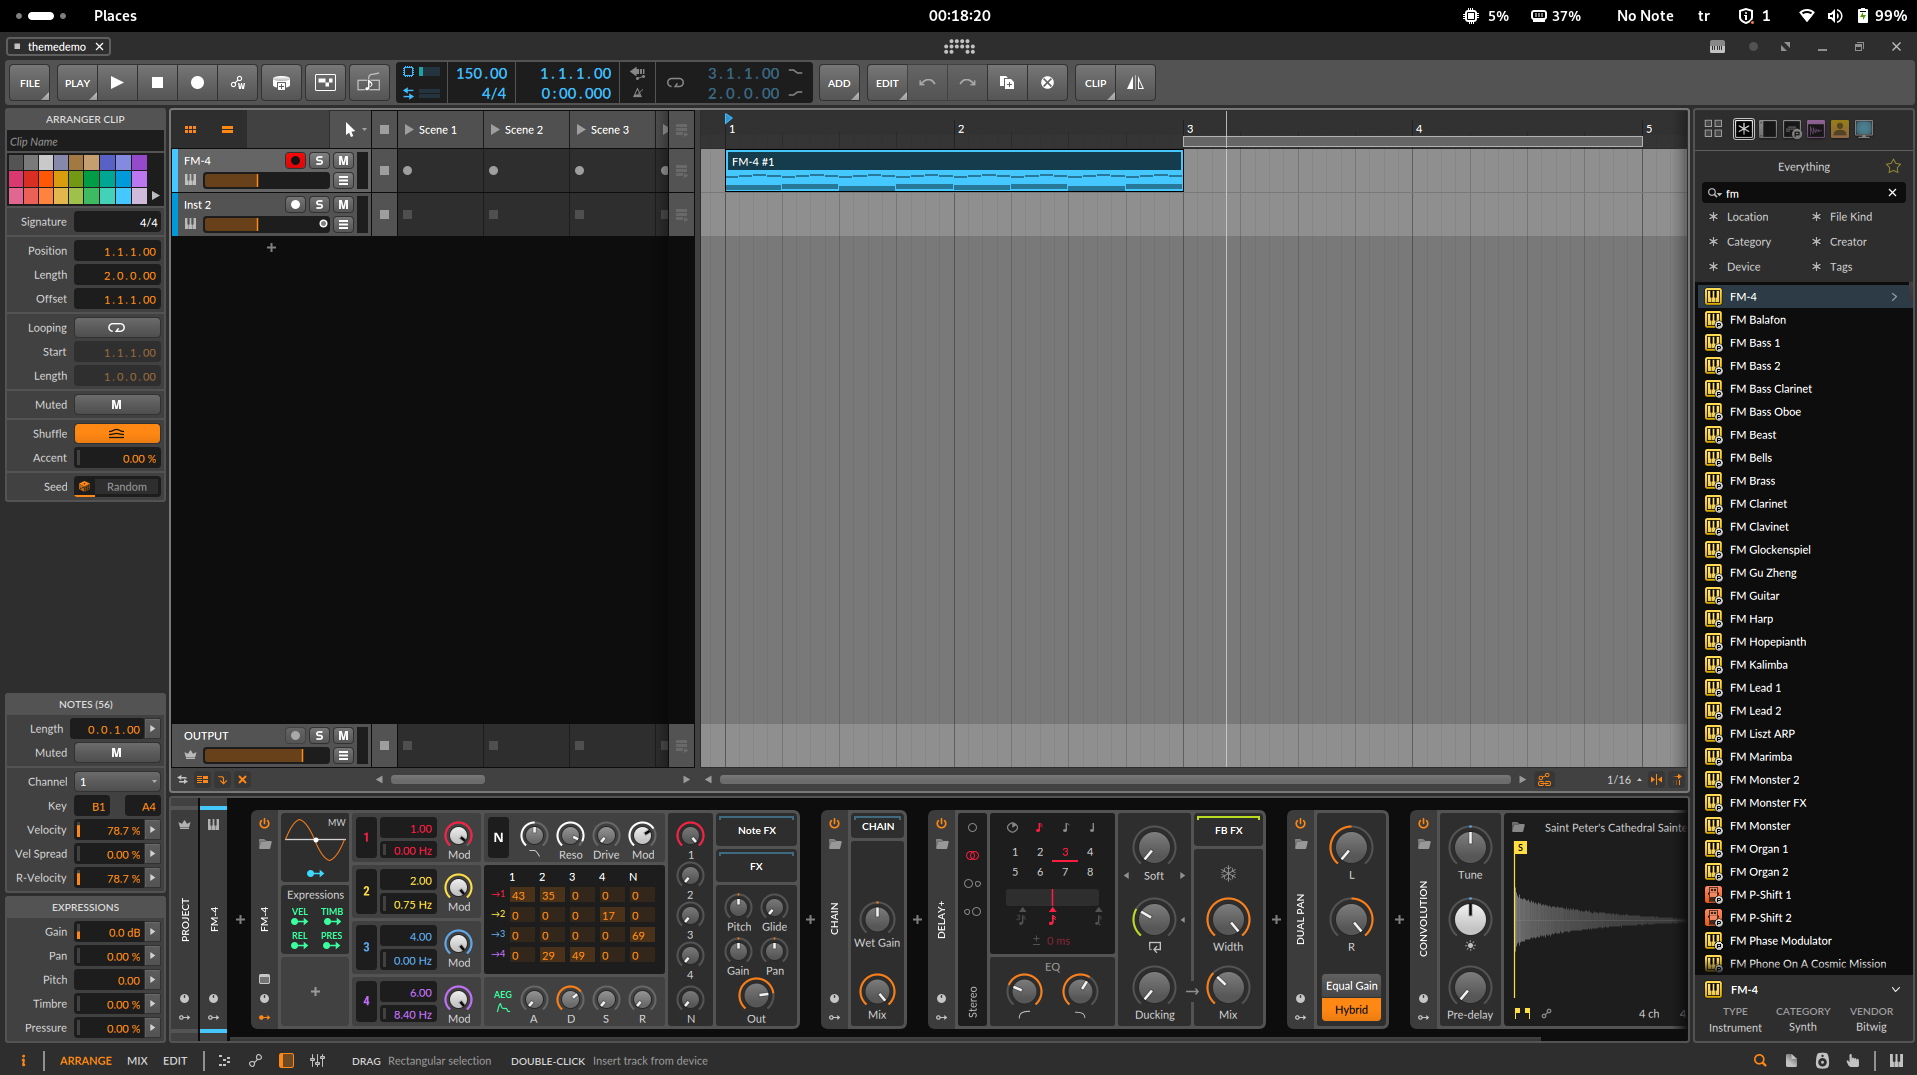 Places
00:18:20
5%
37%
No Note
tr
1
99%
themedemo
FILE
PLAY
150.00
4/4
1.1.1.00
0:00.000
3.1.1.00
2.0.0.00
ADD
EDIT
CLIP
ARRANGER CLIP
Clip Name
Signature 4/4
Position 1.1.1.00
Length 2.0.0.00
Offset 1.1.1.00
Looping
Start 1.1.1.00
Length 1.0.0.00
Muted M
Shuffle
Accent 0.00 %
Seed Random
NOTES (56)
Length 0.0.1.00
Muted M
Channel 1
Key B1 A4
Velocity 78.7 %
Vel Spread 0.00 %
R-Velocity 78.7 %
EXPRESSIONS
Gain 0.0 dB
Pan 0.00 %
Pitch 0.00
Timbre 0.00 %
Pressure 0.00 %
Scene 1
Scene 2
Scene 3
FM-4 S M
Inst 2 S M
OUTPUT S M
1 2 3 4 5
FM-4 #1
1/16
Everything
fm
Location File Kind
Category Creator
Device Tags
FM-4
FM Balafon
FM Bass 1
FM Bass 2
FM Bass Clarinet
FM Bass Oboe
FM Beast
FM Bells
FM Brass
FM Clarinet
FM Clavinet
FM Glockenspiel
FM Gu Zheng
FM Guitar
FM Harp
FM Hopepianth
FM Kalimba
FM Lead 1
FM Lead 2
FM Liszt ARP
FM Marimba
FM Monster 2
FM Monster FX
FM Monster
FM Organ 1
FM Organ 2
FM P-Shift 1
FM P-Shift 2
FM Phase Modulator
FM Phone On A Cosmic Mission
FM-4
TYPE CATEGORY VENDOR
Instrument Synth Bitwig
PROJECT
FM-4
FM-4
MW
Expressions
VEL TIMB
REL PRES
1 1.00 0.00 Hz Mod
2 2.00 0.75 Hz Mod
3 4.00 0.00 Hz Mod
4 6.00 8.40 Hz Mod
N Reso Drive Mod
1 2 3 4 N
→1 43 35 0 0 0
→2 0 0 0 17 0
→3 0 0 0 0 69
→4 0 29 49 0 0
AEG A D S R
1
2
3
4
N
Note FX
FX
Pitch Glide
Gain Pan
Out
CHAIN
CHAIN
Wet Gain
Mix
DELAY+
Stereo
1 2 3 4
5 6 7 8
± 0 ms
EQ
Soft
Ducking
FB FX
Width
Mix
DUAL PAN
L
R
Equal Gain
Hybrid
CONVOLUTION
Tune
Pre-delay
Saint Peter's Cathedral Sainte
S
4 ch
4
ARRANGE MIX EDIT
DRAG Rectangular selection
DOUBLE-CLICK Insert track from device